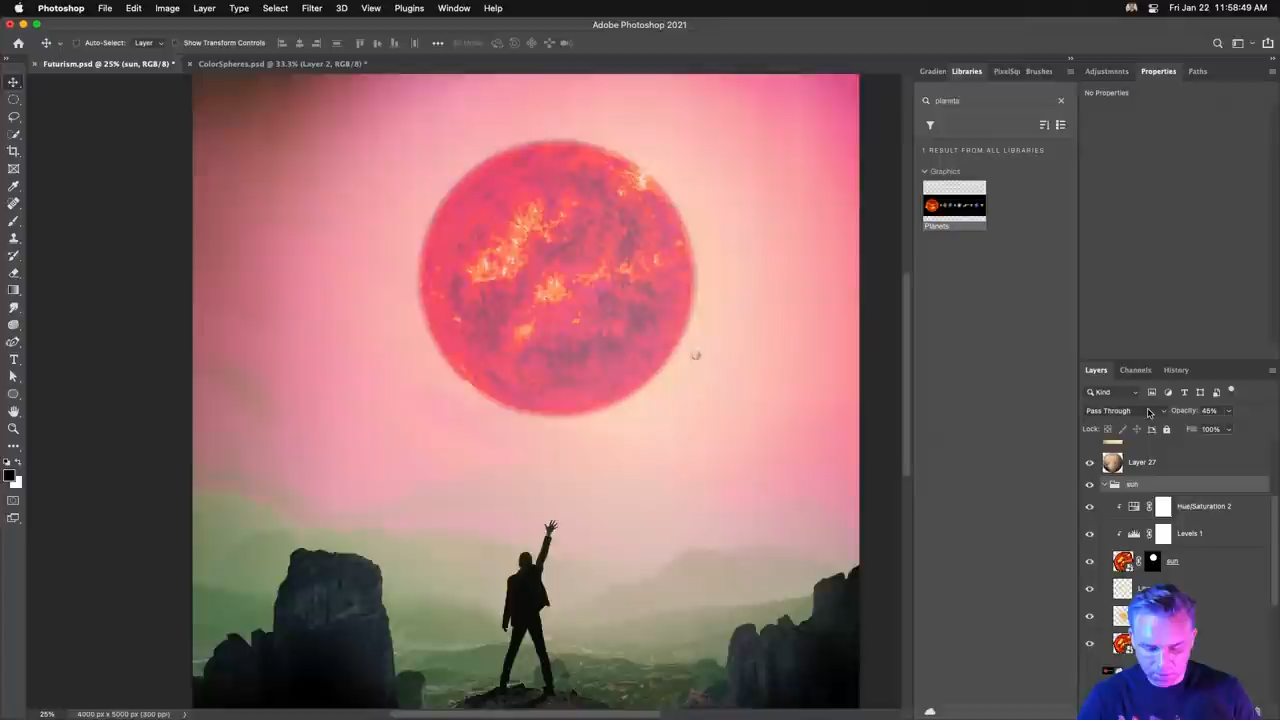 Photoshop File Edit Image Layer Type Select Filter 3D View Plugins Window Help Fri Jan 22 11:58:49 AM
Adobe Photoshop 2021
Auto-Select: Layer Show Transform Controls 3D Mode:
Futurism.psd @ 25% (sun, RGB/8) * ColorSpheres.psd @ 33.3% (Layer 2, RGB/8) *
Gradien Libraries PixelSq Brushes Adjustments Properties Paths
No Properties
planets
1 RESULT FROM ALL LIBRARIES
Graphics
Planets
Layers Channels History
Kind
Pass Through Opacity: 46%
Lock: Fill: 100%
Layer 27
sun
Hue/Saturation 2
Levels 1
sun
25% 4000 px x 5000 px (300 ppi)